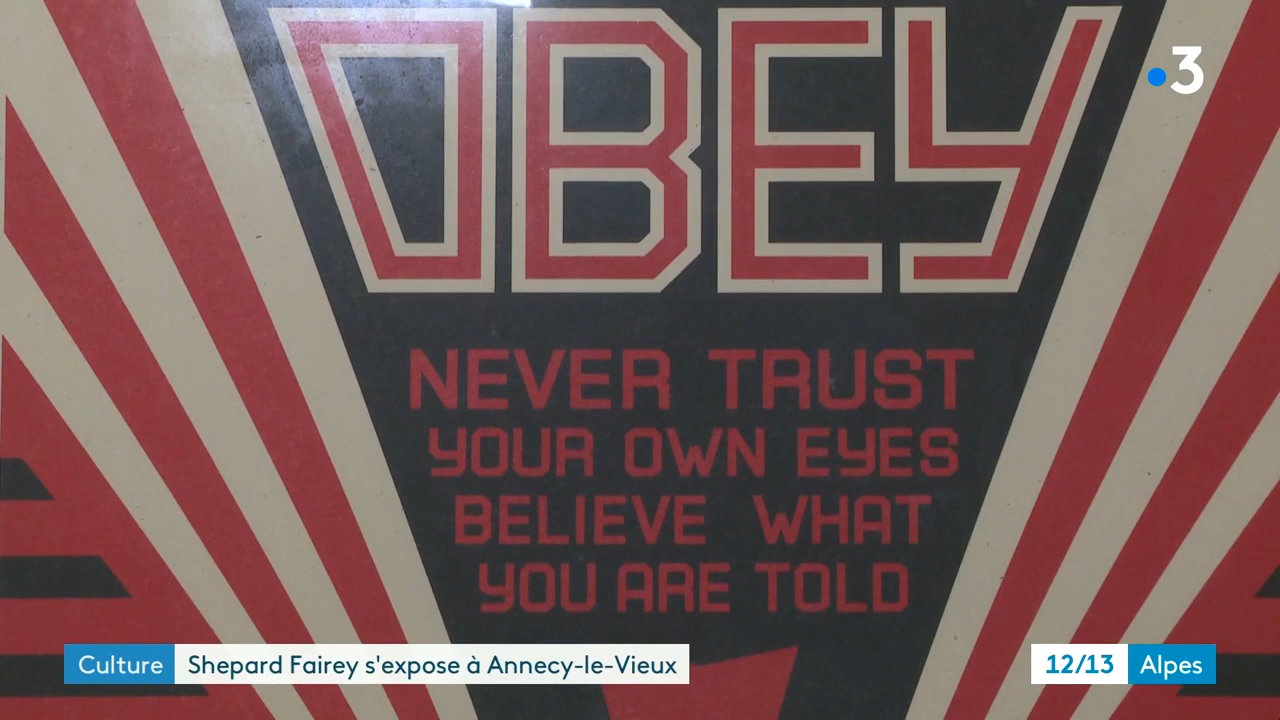 OBEY
3
NEVER TRUST
YOUR OWN EYES
BELIEVE WHAT
YOU ARE TOLD
Culture Shepard Fairey s'expose à Annecy-le-Vieux
12/13 Alpes